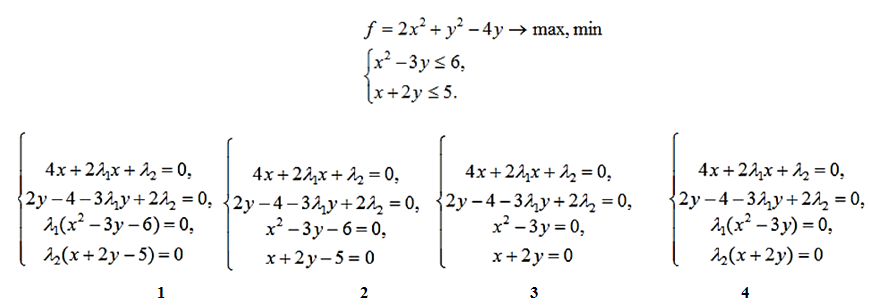 f = 2x² + y² − 4y → max, min
{ x² − 3y ≤ 6,
x + 2y ≤ 5.
{ 4x + 2λ₁x + λ₂ = 0,
2y − 4 − 3λ₁y + 2λ₂ = 0,
λ₁(x² − 3y − 6) = 0,
λ₂(x + 2y − 5) = 0
1
{ 4x + 2λ₁x + λ₂ = 0,
2y − 4 − 3λ₁y + 2λ₂ = 0,
x² − 3y − 6 = 0,
x + 2y − 5 = 0
2
{ 4x + 2λ₁x + λ₂ = 0,
2y − 4 − 3λ₁y + 2λ₂ = 0,
x² − 3y = 0,
x + 2y = 0
3
{ 4x + 2λ₁x + λ₂ = 0,
2y − 4 − 3λ₁y + 2λ₂ = 0,
λ₁(x² − 3y) = 0,
λ₂(x + 2y) = 0
4